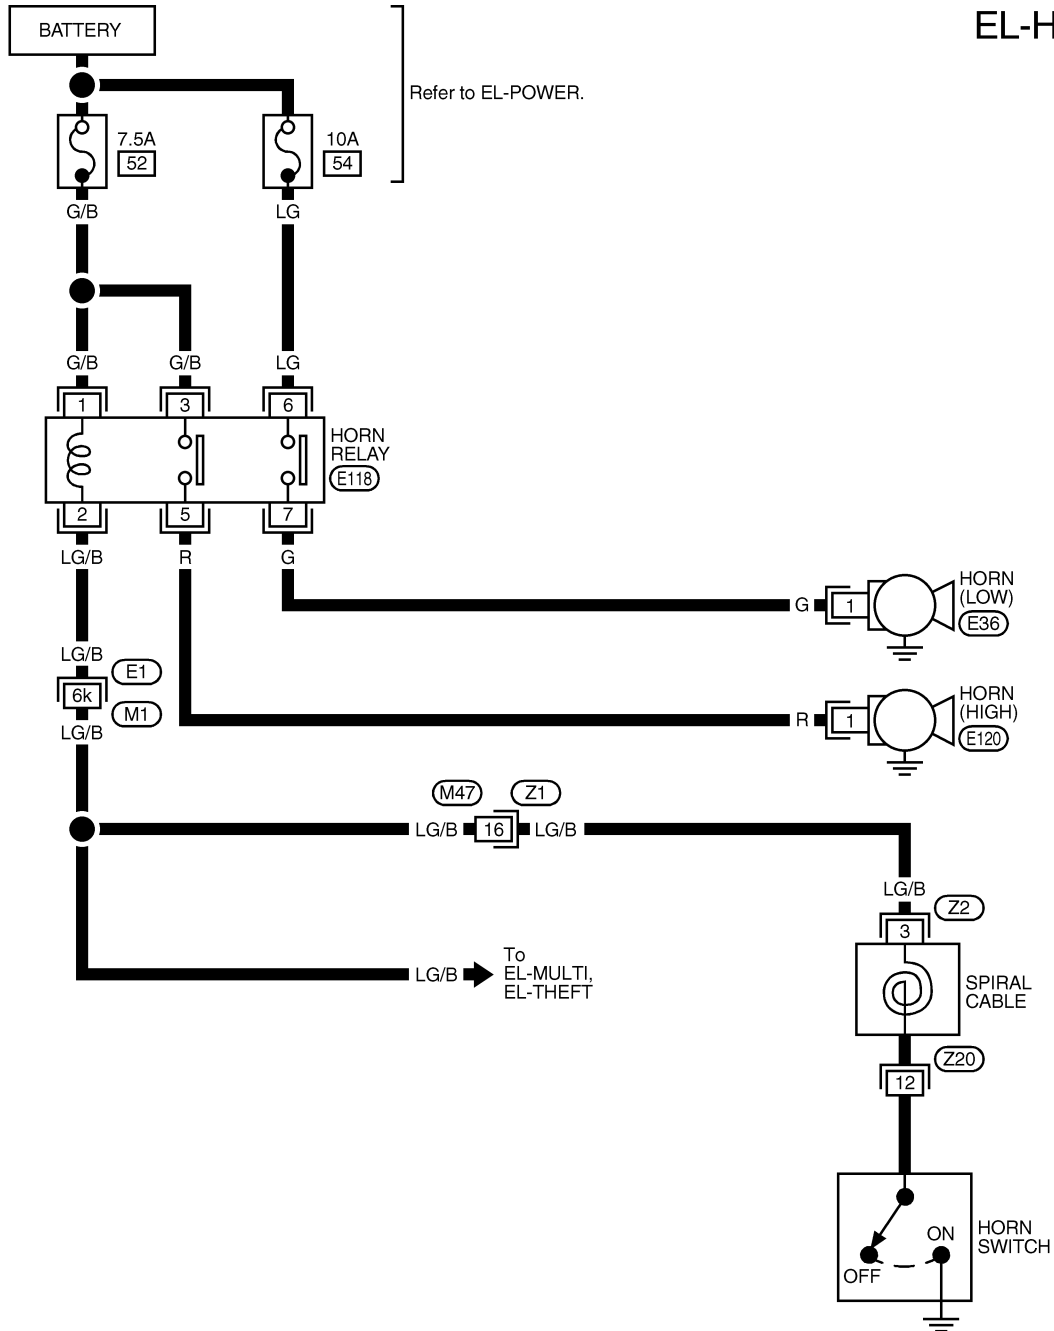 EL-H
BATTERY
Refer to EL-POWER.
7.5A
52
10A
54
G/B
LG
G/B
G/B
LG
1
3
6
HORN
RELAY
E118
2
5
7
LG/B
R
G
G
1
HORN
(LOW)
E36
LG/B
E1
6k
M1
LG/B
R
1
HORN
(HIGH)
E120
M47
Z1
LG/B
16
LG/B
LG/B
Z2
3
To
EL-MULTI,
EL-THEFT
LG/B
SPIRAL
CABLE
Z20
12
HORN
SWITCH
ON
OFF